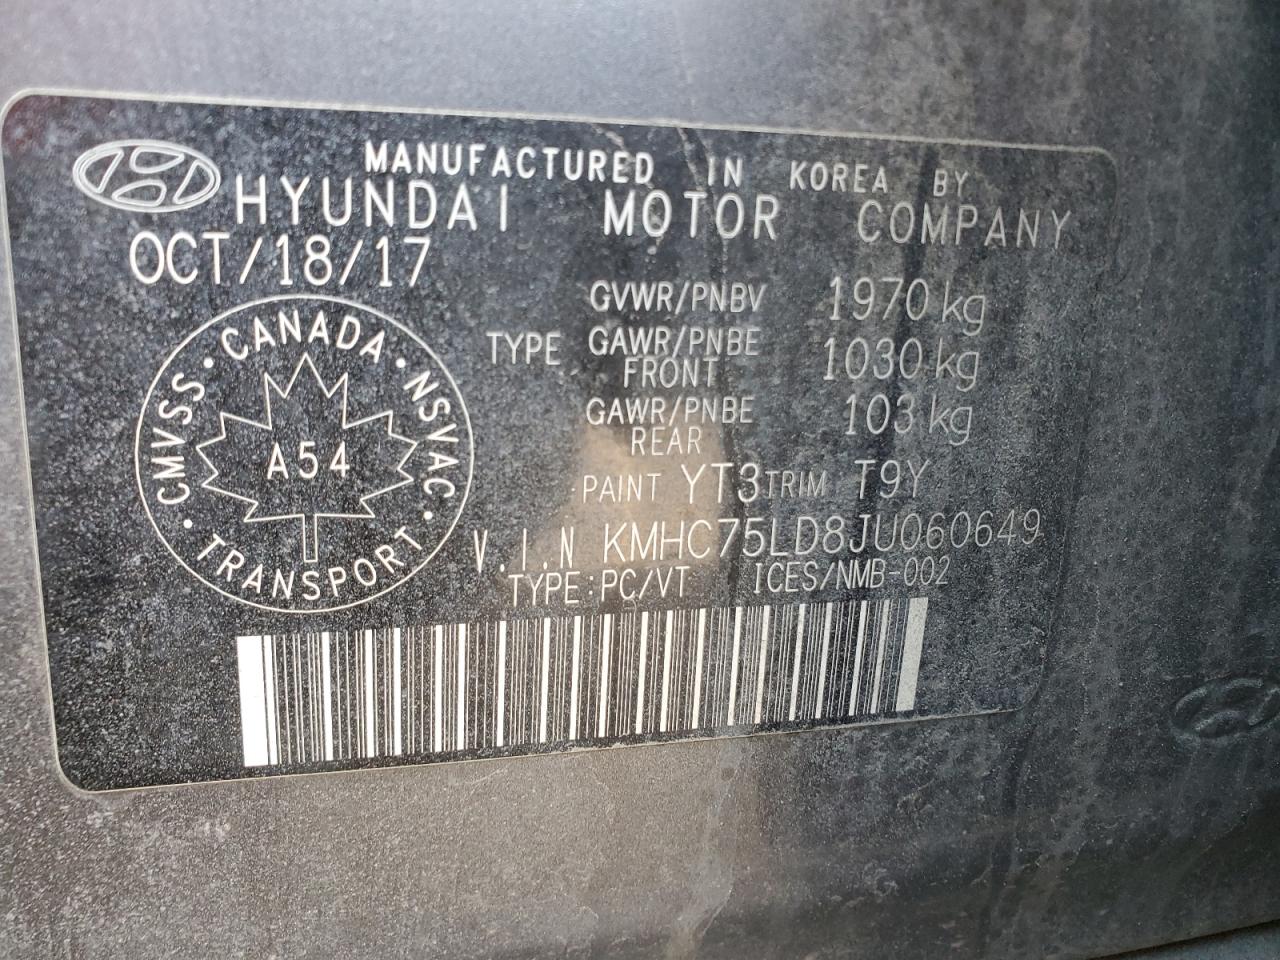 MANUFACTURED IN KOREA BY
HYUNDAI MOTOR COMPANY
OCT/18/17
GVWR/PNBV 1970 kg
TYPE GAWR/PNBE FRONT 1030 kg
GAWR/PNBE REAR 103 kg
PAINT YT3 TRIM T9Y
V.I.N KMHC75LD8JU060649
TYPE:PC/VT ICES/NMB-002
CMVSS · CANADA · NSVAC · TRANSPORT ·
A54